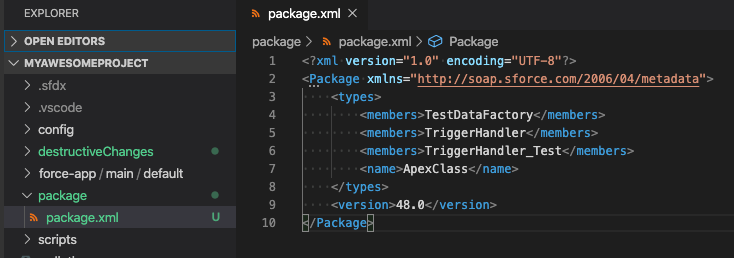 EXPLORER
OPEN EDITORS
MYAWESOMEPROJECT
.sfdx
.vscode
config
destructiveChanges
force-app / main / default
package
package.xml U
scripts
package.xml
package > package.xml > Package
1 <?xml version="1.0" encoding="UTF-8"?>
2 <Package xmlns="http://soap.sforce.com/2006/04/metadata">
3 <types>
4 <members>TestDataFactory</members>
5 <members>TriggerHandler</members>
6 <members>TriggerHandler_Test</members>
7 <name>ApexClass</name>
8 </types>
9 <version>48.0</version>
10 </Package>